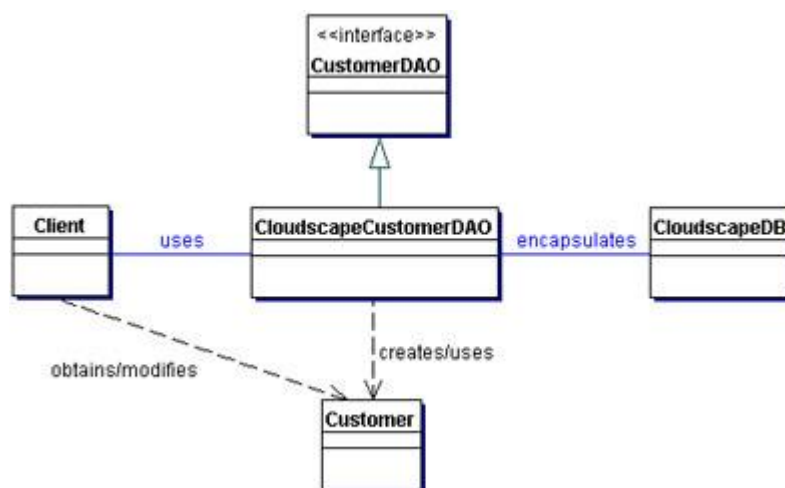 <<interface>>
CustomerDAO
Client
uses
CloudscapeCustomerDAO
encapsulates
CloudscapeDB
obtains/modifies
creates/uses
Customer